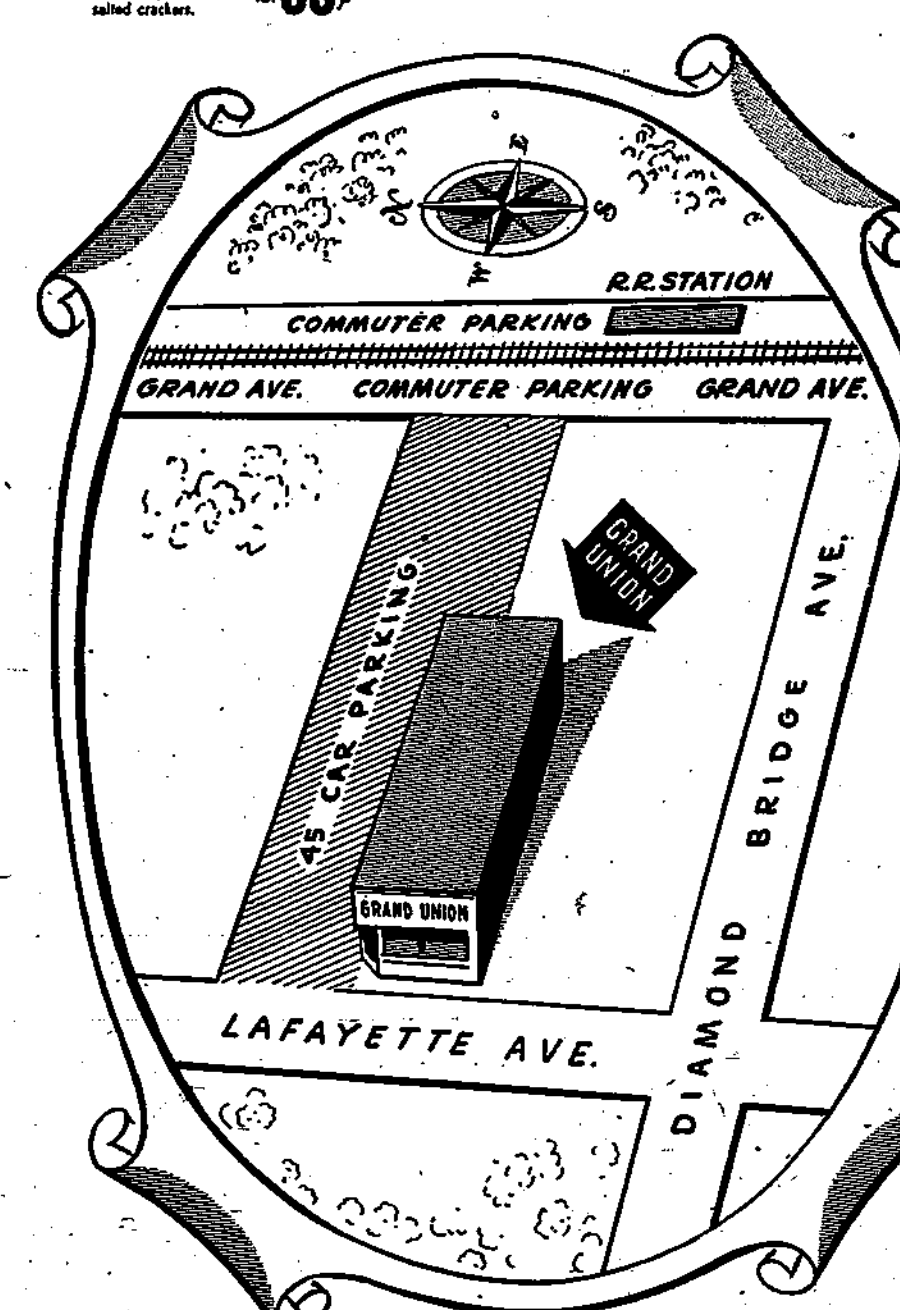 salted crackers.
E
N
S
W
R.R. STATION
COMMUTER PARKING
GRAND AVE. COMMUTER PARKING GRAND AVE.
GRAND
UNION
45 CAR PARKING
GRAND UNION
DIAMOND BRIDGE AVE.
LAFAYETTE AVE.